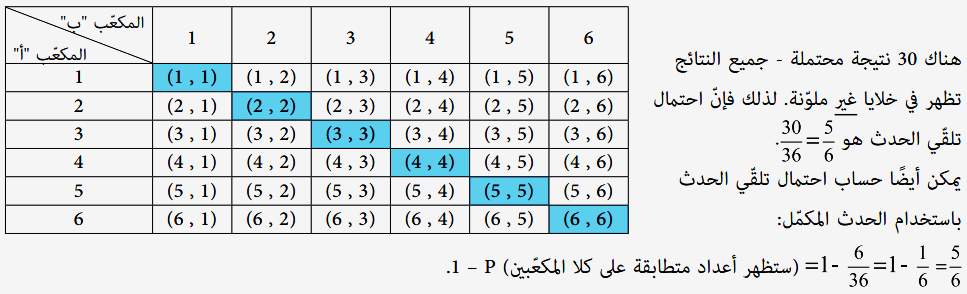 المكعّب "ب"
المكعّب "أ"
1 2 3 4 5 6
1 (1 , 1) (1 , 2) (1 , 3) (1 , 4) (1 , 5) (1 , 6)
2 (2 , 1) (2 , 2) (2 , 3) (2 , 4) (2 , 5) (2 , 6)
3 (3 , 1) (3 , 2) (3 , 3) (3 , 4) (3 , 5) (3 , 6)
4 (4 , 1) (4 , 2) (4 , 3) (4 , 4) (4 , 5) (4 , 6)
5 (5 , 1) (5 , 2) (5 , 3) (5 , 4) (5 , 5) (5 , 6)
6 (6 , 1) (6 , 2) (6 , 3) (6 , 4) (6 , 5) (6 , 6)
هناك 30 نتيجة محتملة - جميع النتائج
تظهر في خلايا غير ملوّنة. لذلك فإنّ احتمال
تلقّي الحدث هو 30/36=5/6.
يمكن أيضًا حساب احتمال تلقّي الحدث
باستخدام الحدث المكمّل:
1 – P (ستظهر أعداد متطابقة على كلا المكعّبين) =1- 6/36=1- 1/6=5/6.